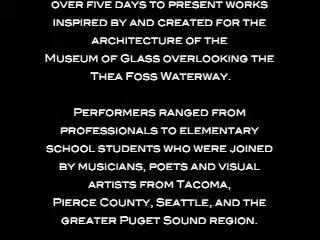 over five days to present works
inspired by and created for the
architecture of the
Museum of Glass overlooking the
Thea Foss Waterway.
Performers ranged from
professionals to elementary
school students who were joined
by musicians, poets and visual
artists from Tacoma,
Pierce County, Seattle, and the
greater Puget Sound region.